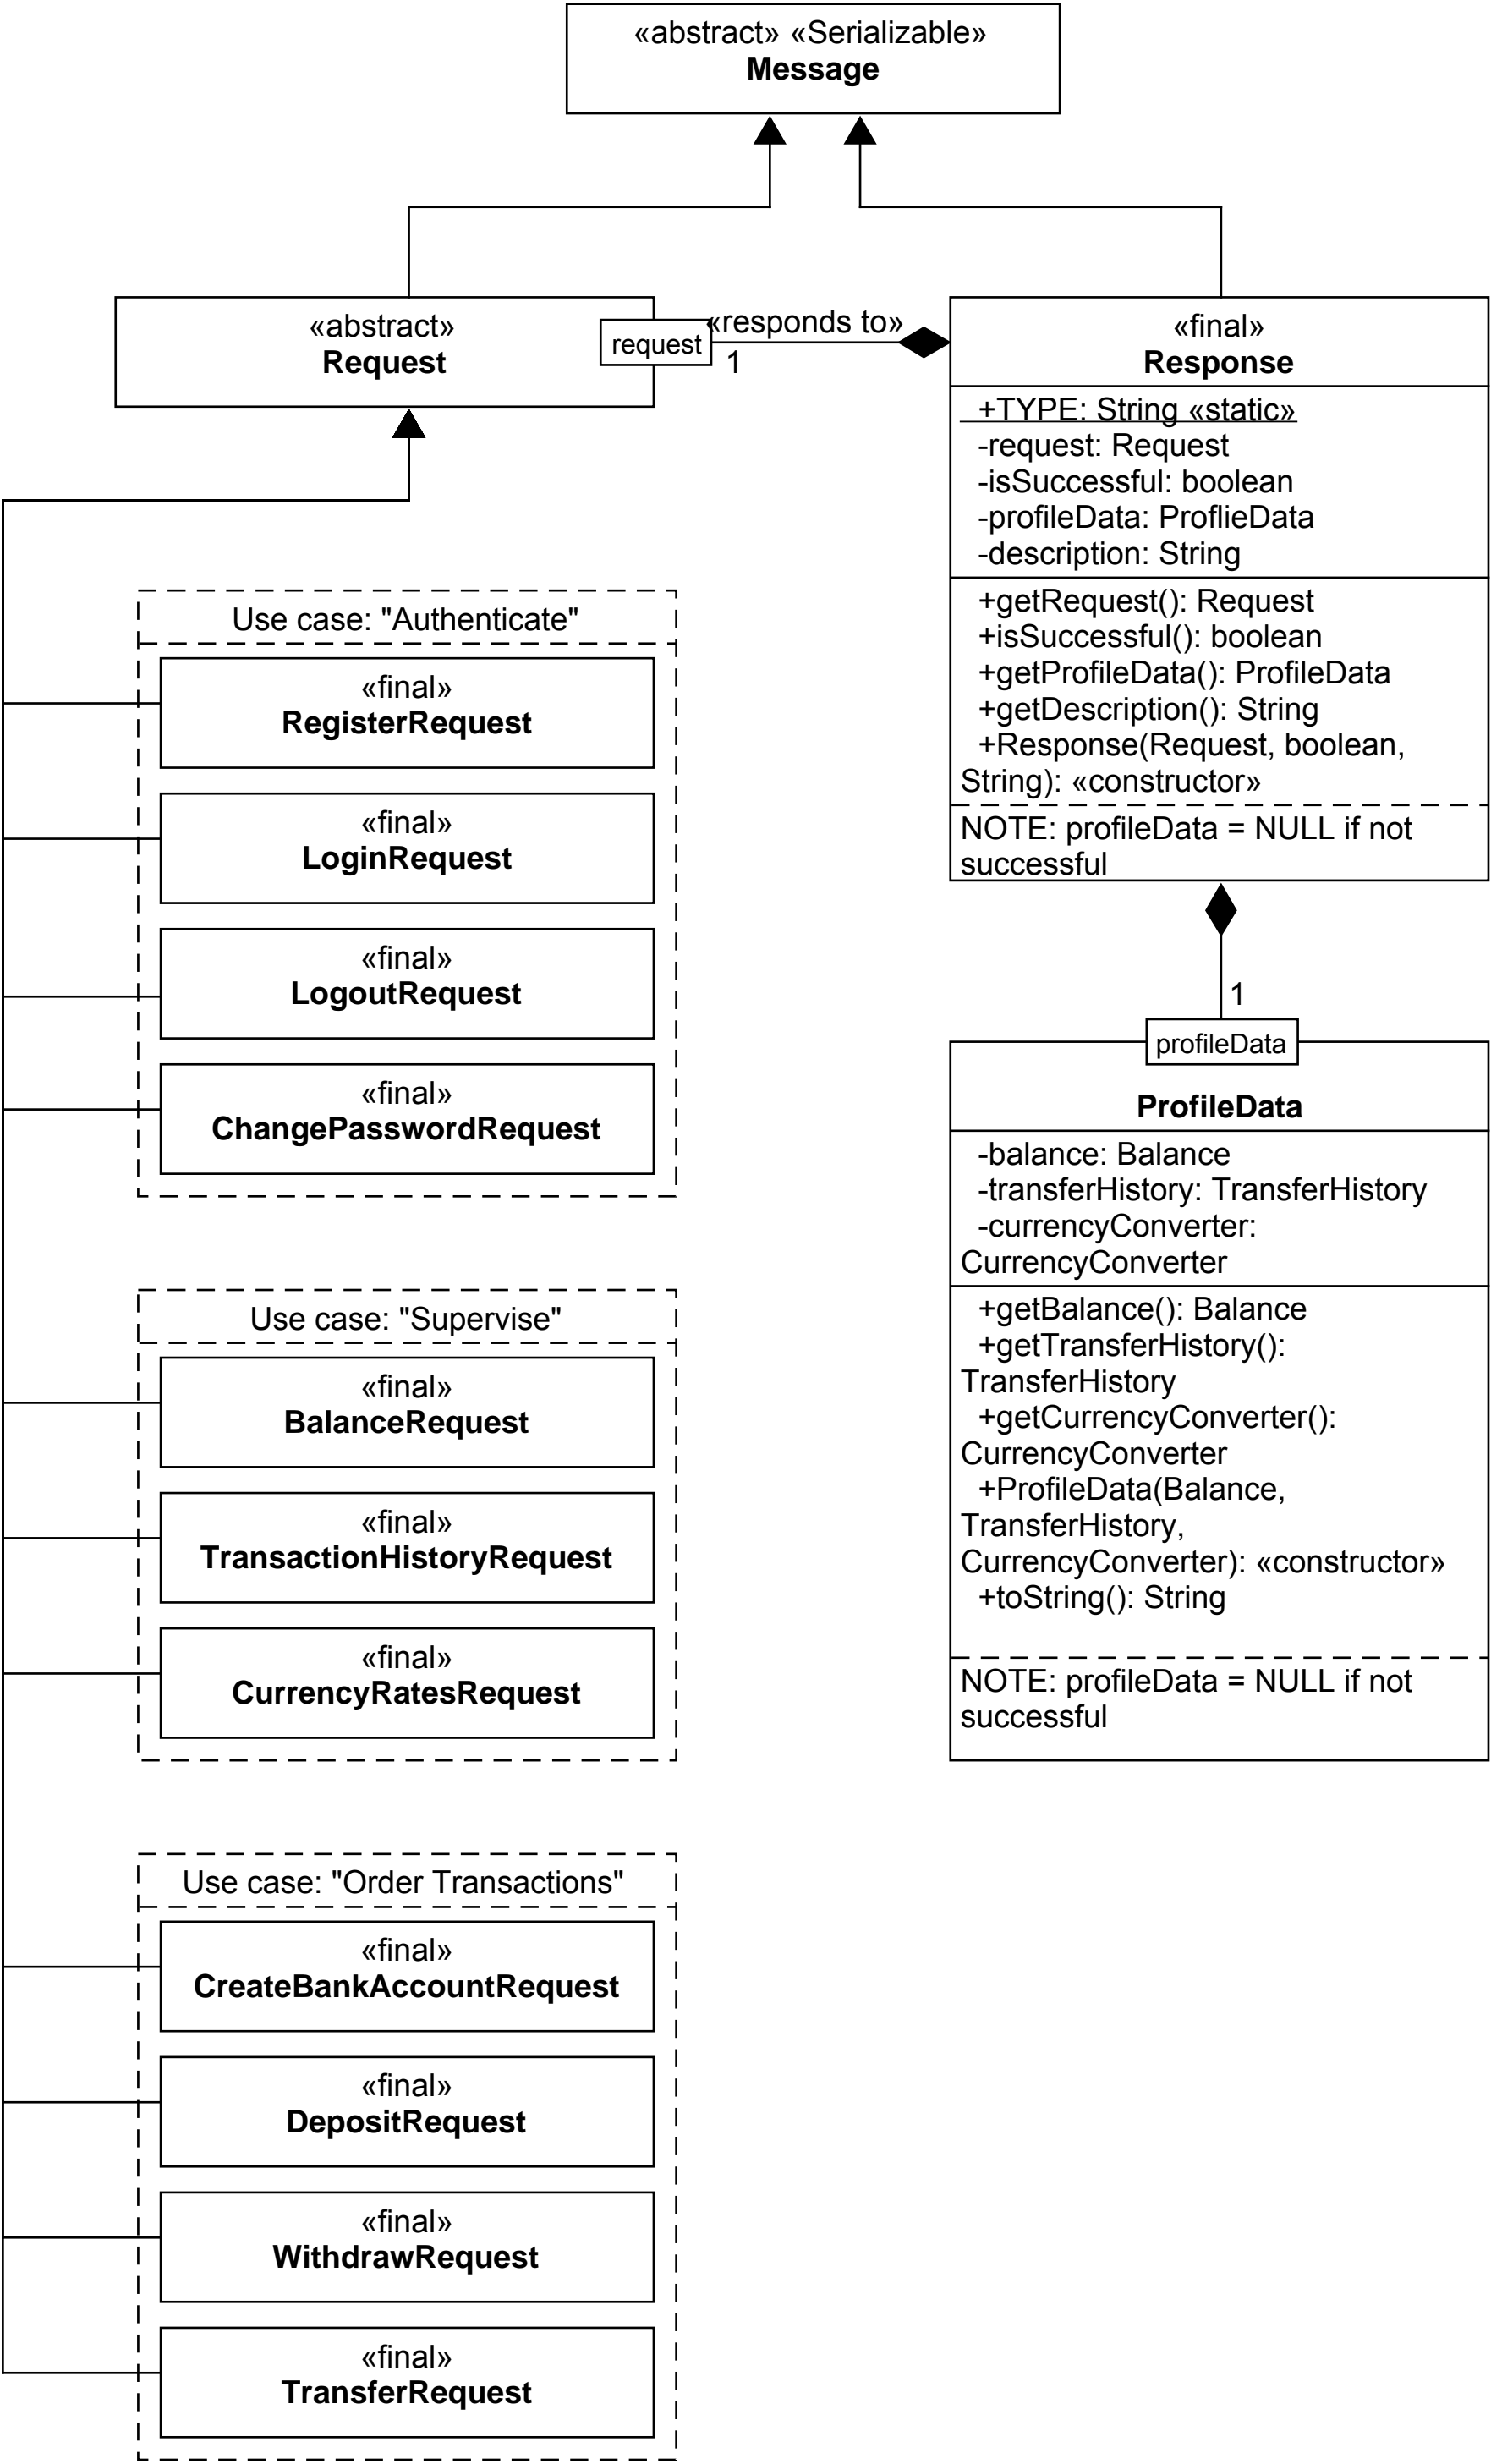 «abstract» «Serializable»
Message
«abstract»
Request
request
«responds to»
1
«final»
Response
+TYPE: String «static»
-request: Request
-isSuccessful: boolean
-profileData: ProflieData
-description: String
+getRequest(): Request
+isSuccessful(): boolean
+getProfileData(): ProfileData
+getDescription(): String
+Response(Request, boolean,
String): «constructor»
NOTE: profileData = NULL if not
successful
1
profileData
ProfileData
-balance: Balance
-transferHistory: TransferHistory
-currencyConverter:
CurrencyConverter
+getBalance(): Balance
+getTransferHistory():
TransferHistory
+getCurrencyConverter():
CurrencyConverter
+ProfileData(Balance,
TransferHistory,
CurrencyConverter): «constructor»
+toString(): String
NOTE: profileData = NULL if not
successful
Use case: "Authenticate"
«final»
RegisterRequest
«final»
LoginRequest
«final»
LogoutRequest
«final»
ChangePasswordRequest
Use case: "Supervise"
«final»
BalanceRequest
«final»
TransactionHistoryRequest
«final»
CurrencyRatesRequest
Use case: "Order Transactions"
«final»
CreateBankAccountRequest
«final»
DepositRequest
«final»
WithdrawRequest
«final»
TransferRequest